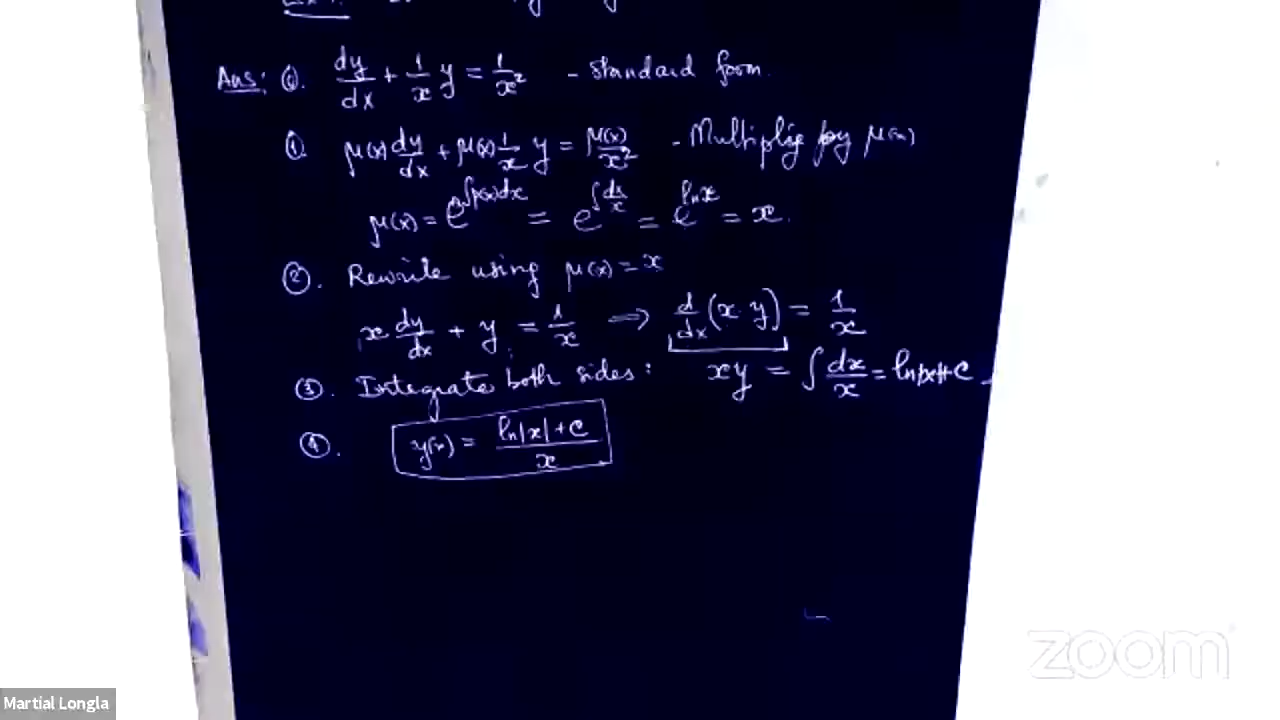 Ans: ⓪. dy/dx + 1/x y = 1/x² - Standard form.
①. μ(x) dy/dx + μ(x) 1/x y = μ(x)/x² - Multiply by μ(x)
μ(x) = e^∫p(x)dx = e^∫dx/x = e^ln x = x.
②. Rewrite using μ(x) = x
x dy/dx + y = 1/x ⟹ d/dx (x·y) = 1/x
③. Integrate both sides: xy = ∫ dx/x = ln|x|+C
④. y(x) = ln|x|+C / x
zoom
Martial Longla